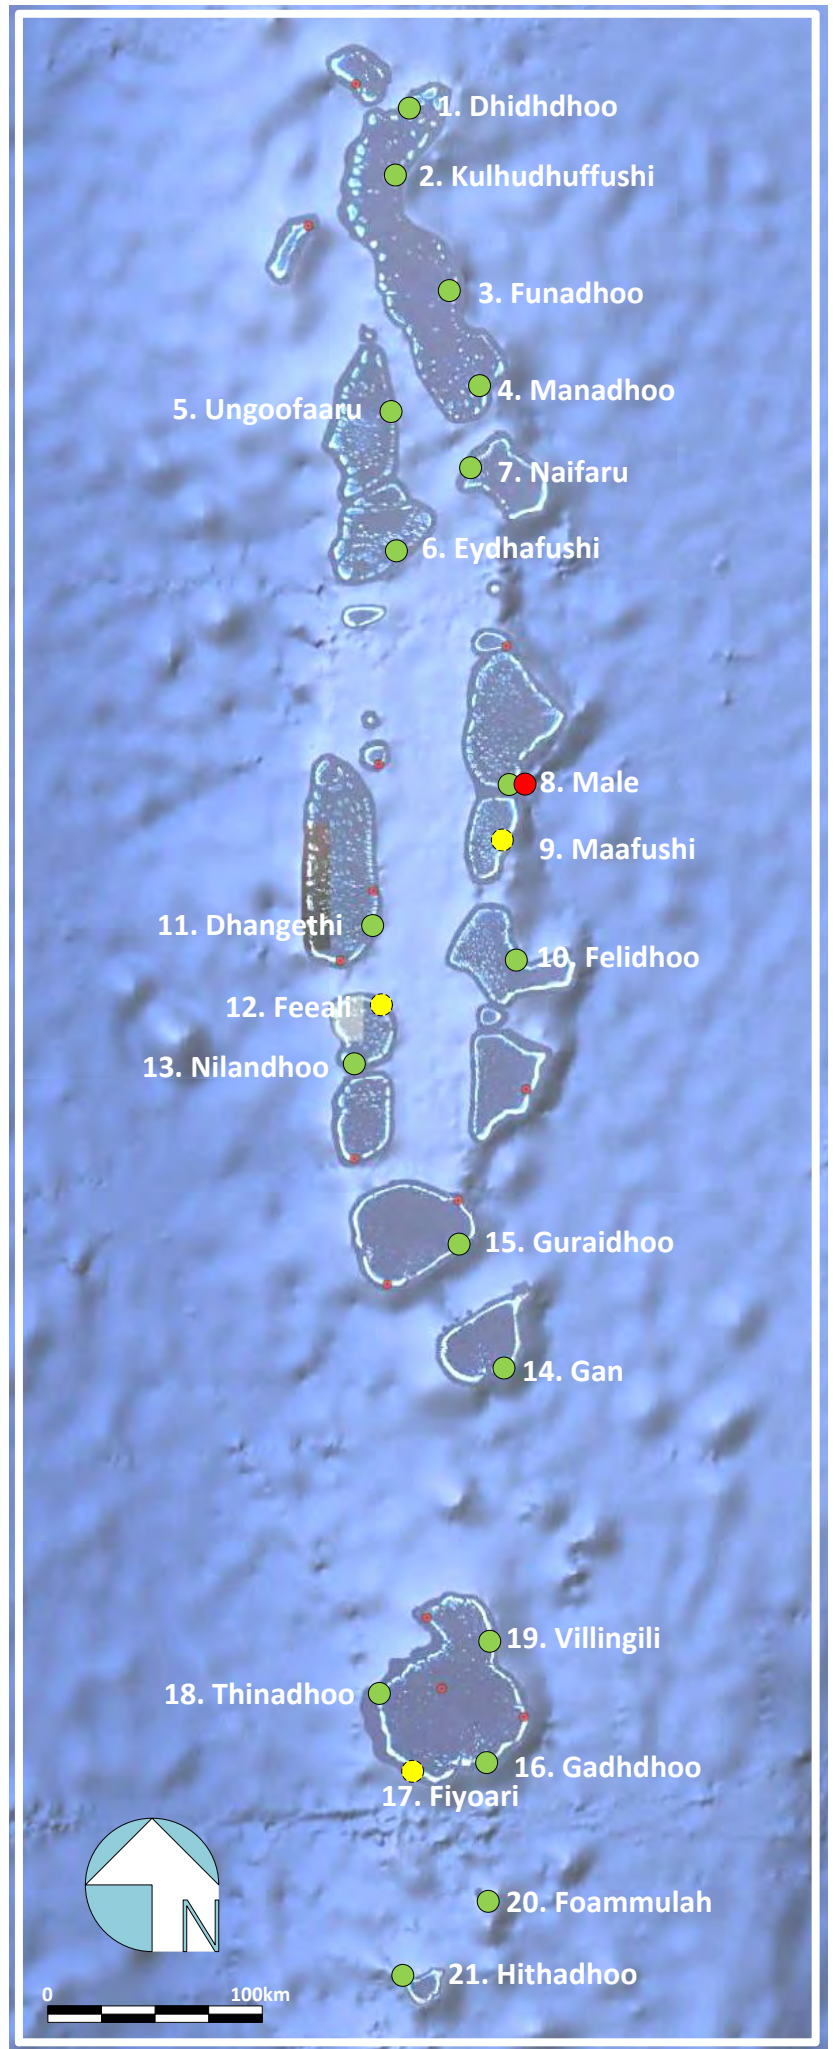 1. Dhidhdhoo
2. Kulhudhuffushi
3. Funadhoo
4. Manadhoo
5. Ungoofaaru
7. Naifaru
6. Eydhafushi
8. Male
9. Maafushi
11. Dhangethi
10. Felidhoo
12. Feeali
13. Nilandhoo
15. Guraidhoo
14. Gan
19. Villingili
18. Thinadhoo
16. Gadhdhoo
17. Fiyoari
20. Foammulah
N
21. Hithadhoo
0 100km